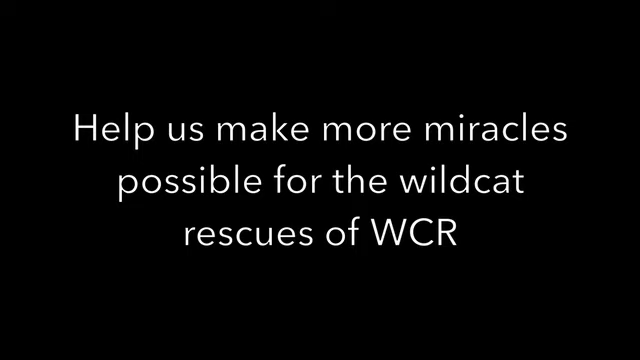 Help us make more miracles
possible for the wildcat
rescues of WCR